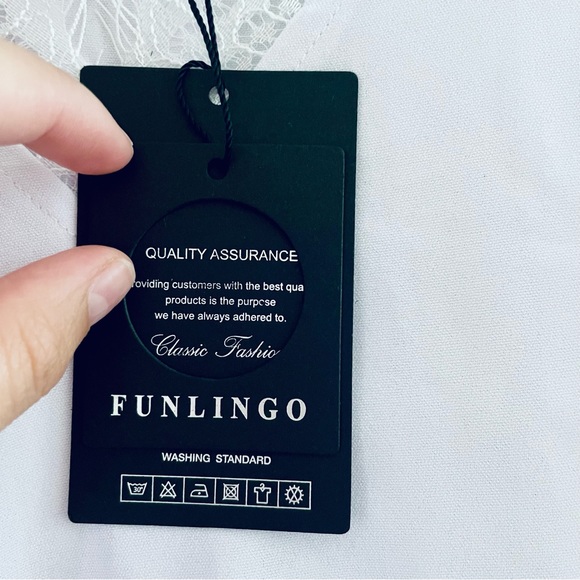 QUALITY ASSURANCE
roviding customers with the best qua
products is the purpose
we have always adhered to.
Classic Fashio
FUNLINGO
WASHING STANDARD
30